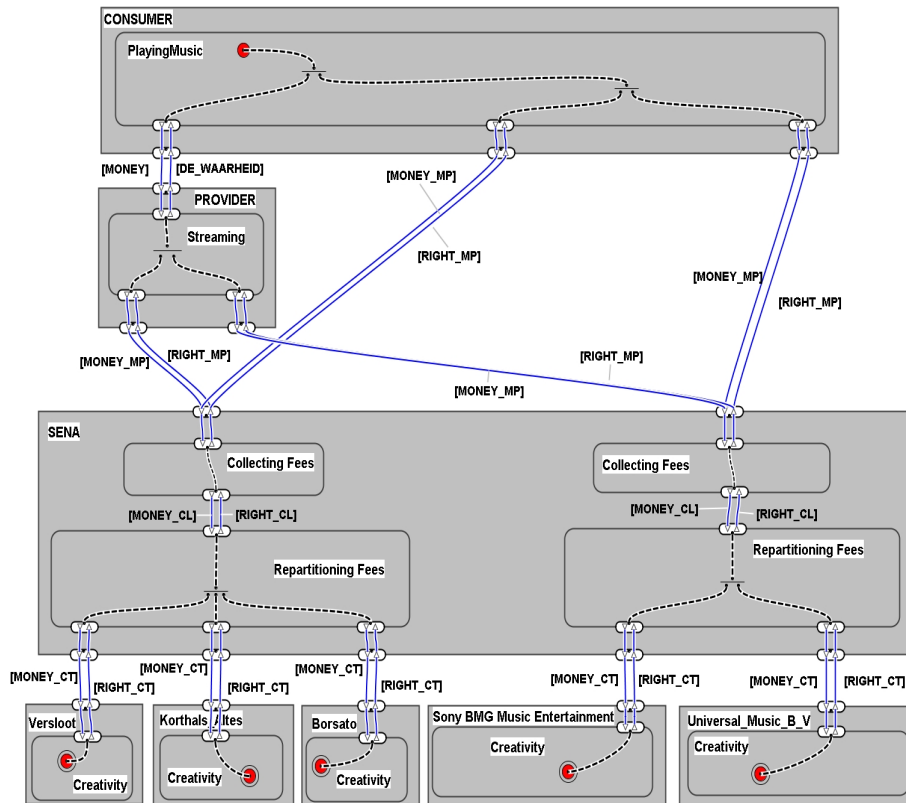 CONSUMER
PlayingMusic
[MONEY]
[DE_WAARHEID]
[MONEY_MP]
PROVIDER
Streaming
[RIGHT_MP]
[MONEY_MP]
[RIGHT_MP]
[MONEY_MP]
[RIGHT_MP]
[RIGHT_MP]
[MONEY_MP]
SENA
Collecting Fees
Collecting Fees
[MONEY_CL]
[RIGHT_CL]
[MONEY_CL]
[RIGHT_CL]
Repartitioning Fees
Repartitioning Fees
[MONEY_CT]
[RIGHT_CT]
[MONEY_CT]
[RIGHT_CT]
[MONEY_CT]
[RIGHT_CT]
[MONEY_CT]
[RIGHT_CT]
[MONEY_CT]
[RIGHT_CT]
Versloot
Korthals_Altes
Borsato
Sony BMG Music Entertainment
Universal_Music_B_V
Creativity
Creativity
Creativity
Creativity
Creativity